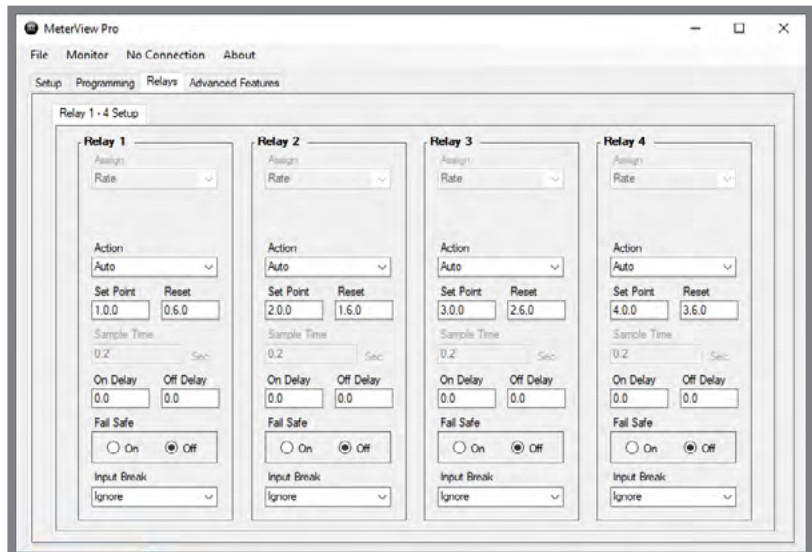 MeterView Pro
File Monitor No Connection About
Setup Programming Relays Advanced Features
Relay 1 - 4 Setup
Relay 1 Relay 2 Relay 3 Relay 4
Assign Assign Assign Assign
Rate Rate Rate Rate
Action Action Action Action
Auto Auto Auto Auto
Set Point Reset Set Point Reset Set Point Reset Set Point Reset
1.0.0 0.6.0 2.0.0 1.6.0 3.0.0 2.6.0 4.0.0 3.6.0
Sample Time Sample Time Sample Time Sample Time
0.2 Sec 0.2 Sec 0.2 Sec 0.2 Sec
On Delay Off Delay On Delay Off Delay On Delay Off Delay On Delay Off Delay
0.0 0.0 0.0 0.0 0.0 0.0 0.0 0.0
Fail Safe Fail Safe Fail Safe Fail Safe
On Off On Off On Off On Off
Input Break Input Break Input Break Input Break
Ignore Ignore Ignore Ignore